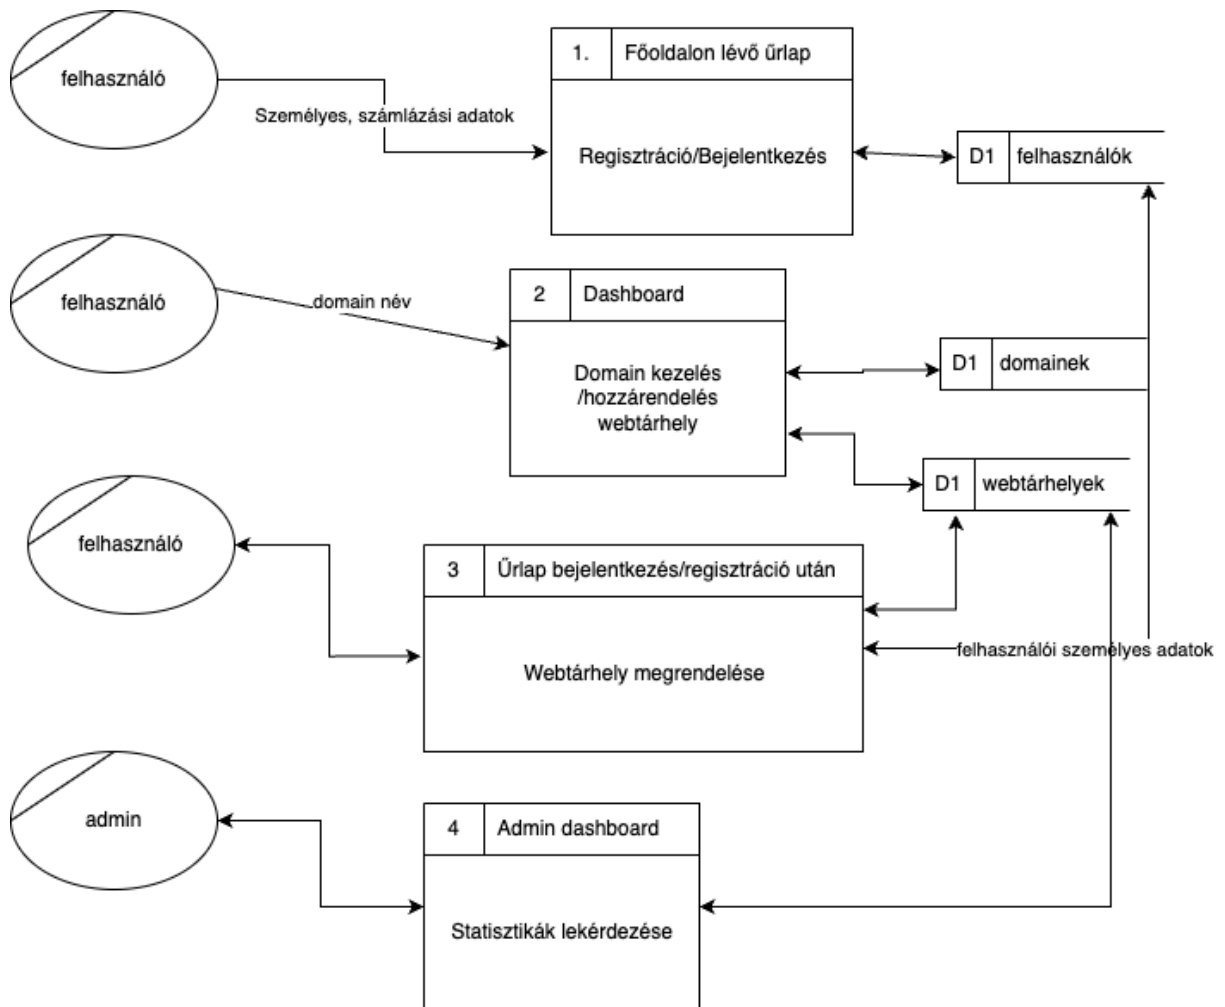 felhasználó
1.
Főoldalon lévő űrlap
Személyes, számlázási adatok
Regisztráció/Bejelentkezés
D1
felhasználók
felhasználó
domain név
2
Dashboard
Domain kezelés
/hozzárendelés
webtárhely
D1
domainek
D1
webtárhelyek
felhasználó
3
Űrlap bejelentkezés/regisztráció után
Webtárhely megrendelése
felhasználói személyes adatok
admin
4
Admin dashboard
Statisztikák lekérdezése